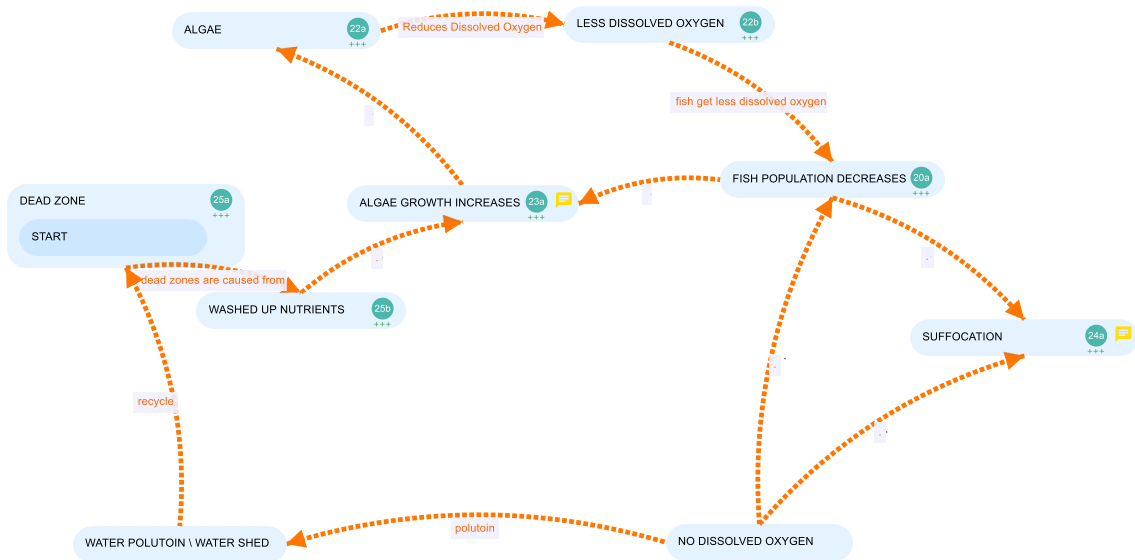 ALGAE
22a
+++
Reduces Dissolved Oxygen
LESS DISSOLVED OXYGEN
22b
+++
fish get less dissolved oxygen
FISH POPULATION DECREASES
20a
+++
ALGAE GROWTH INCREASES
23a
+++
DEAD ZONE
25a
+++
START
dead zones are caused from
WASHED UP NUTRIENTS
25b
+++
SUFFOCATION
24a
+++
recycle
WATER POLUTOIN \ WATER SHED
polutoin
NO DISSOLVED OXYGEN